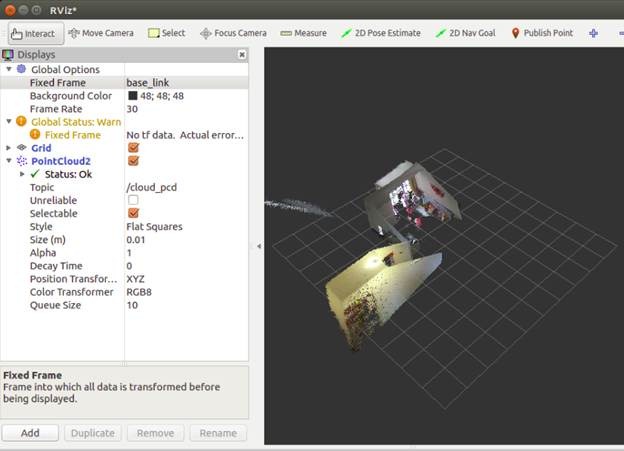 RViz*
Interact Move Camera Select Focus Camera Measure 2D Pose Estimate 2D Nav Goal Publish Point
Displays
Global Options
Fixed Frame base_link
Background Color 48; 48; 48
Frame Rate 30
Global Status: Warn
Fixed Frame No tf data. Actual error...
Grid
PointCloud2
Status: Ok
Topic /cloud_pcd
Unreliable
Selectable
Style Flat Squares
Size (m) 0.01
Alpha 1
Decay Time 0
Position Transfor... XYZ
Color Transformer RGB8
Queue Size 10
Fixed Frame
Frame into which all data is transformed before
being displayed.
Add Duplicate Remove Rename